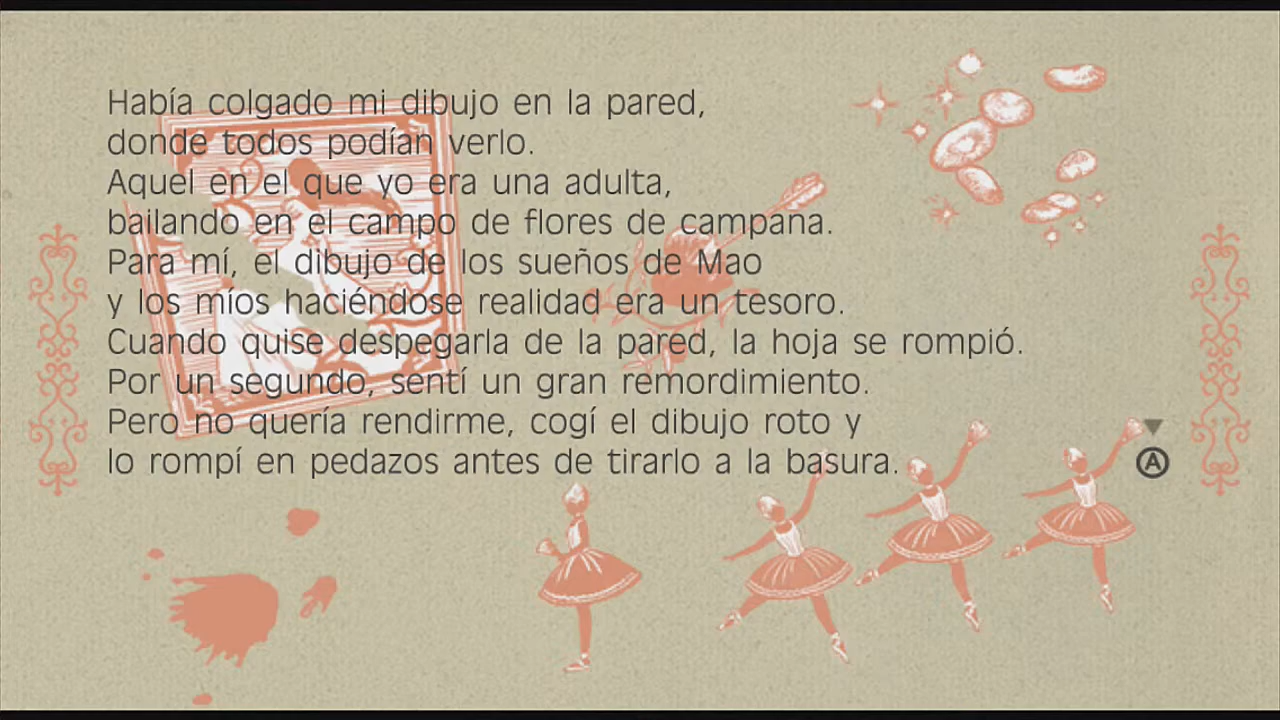 Había colgado mi dibujo en la pared,
donde todos podían verlo.
Aquel en el que yo era una adulta,
bailando en el campo de flores de campana.
Para mí, el dibujo de los sueños de Mao
y los míos haciéndose realidad era un tesoro.
Cuando quise despegarla de la pared, la hoja se rompió.
Por un segundo, sentí un gran remordimiento.
Pero no quería rendirme, cogí el dibujo roto y
lo rompí en pedazos antes de tirarlo a la basura.
A